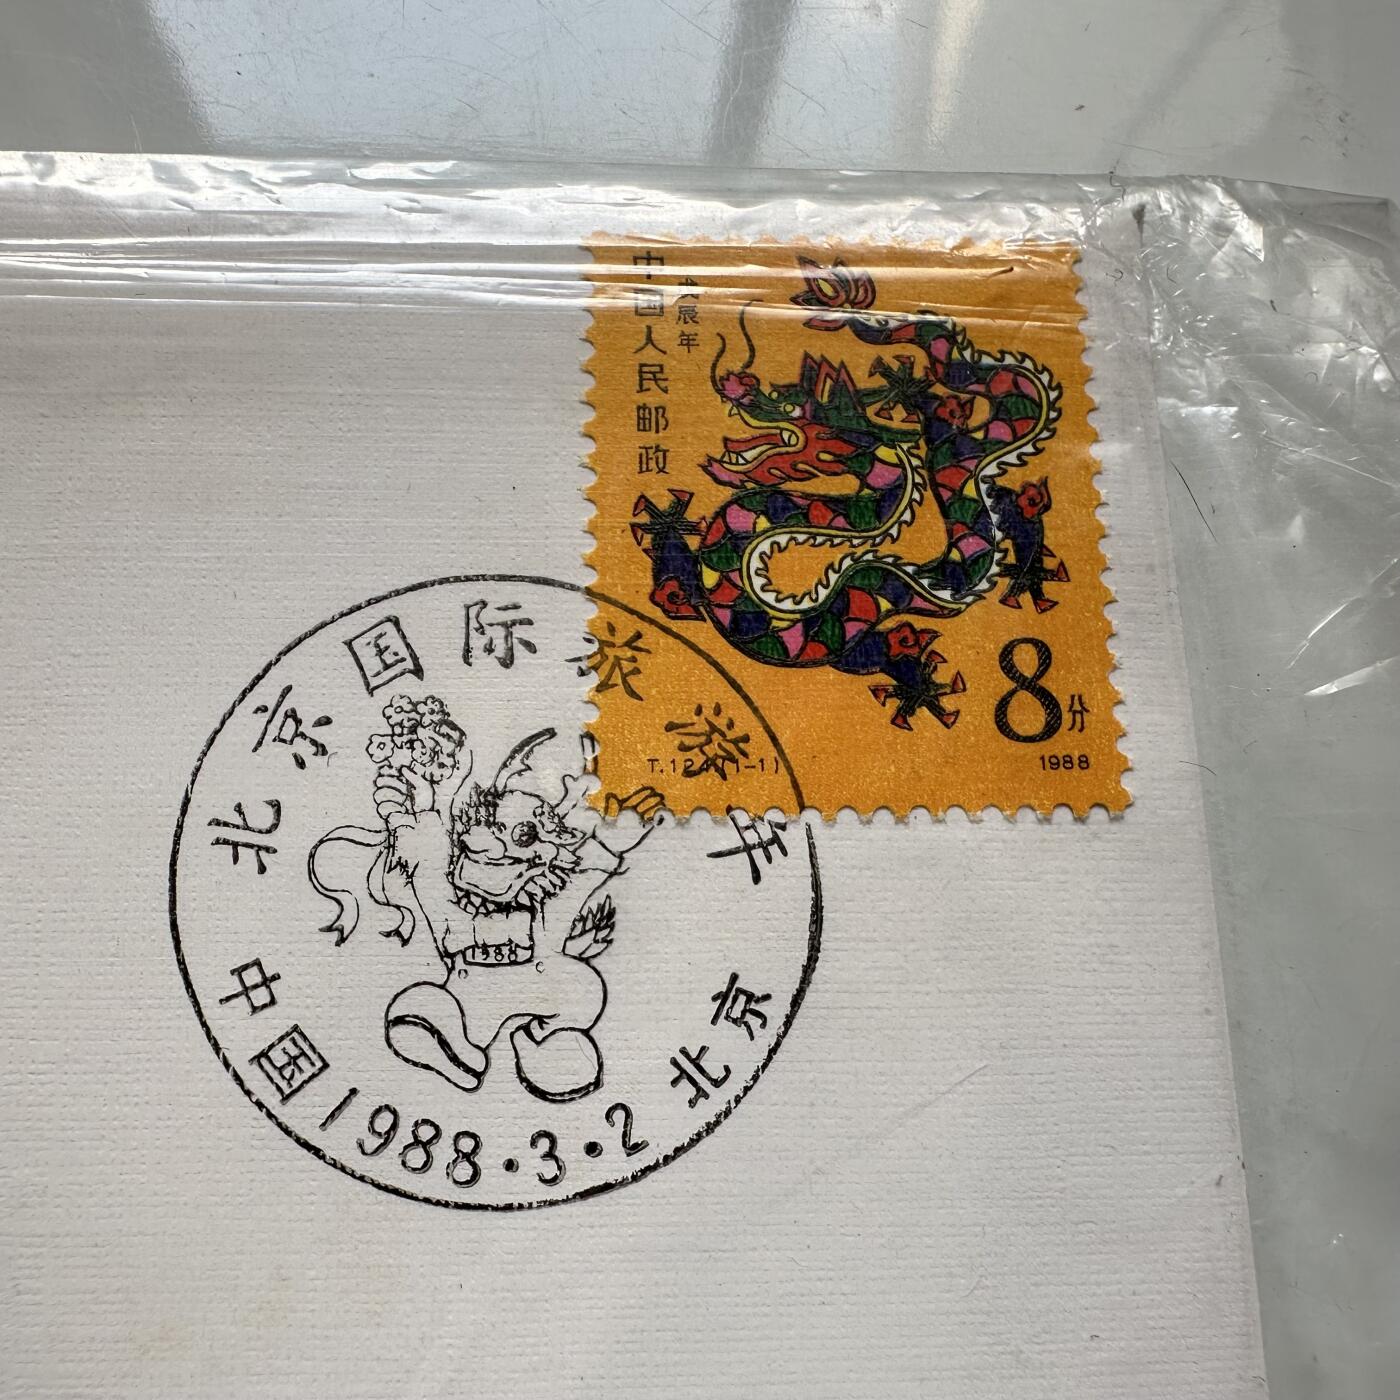 中国人民邮政
戊辰年
8分
T.124.(1-1)
1988
北京国际旅游年
1988
中国 1988·3·2 北京